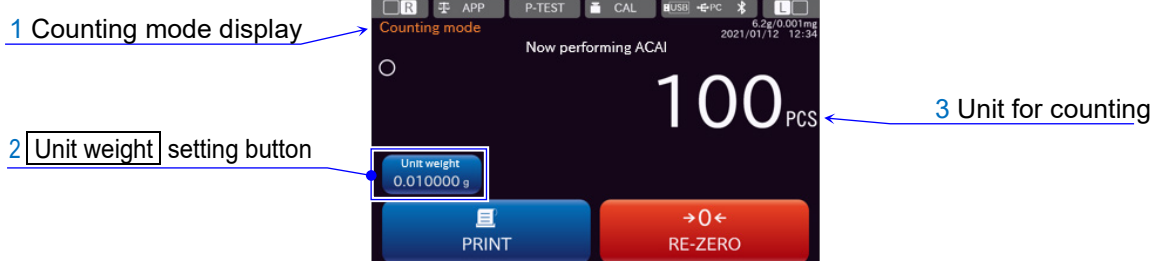 R APP P-TEST CAL USB PC L
1 Counting mode display
Counting mode
6.2g/0.001mg
2021/01/12 12:34
Now performing ACAI
100 PCS
3 Unit for counting
2 Unit weight setting button
Unit weight
0.010000 g
PRINT
→0←
RE-ZERO